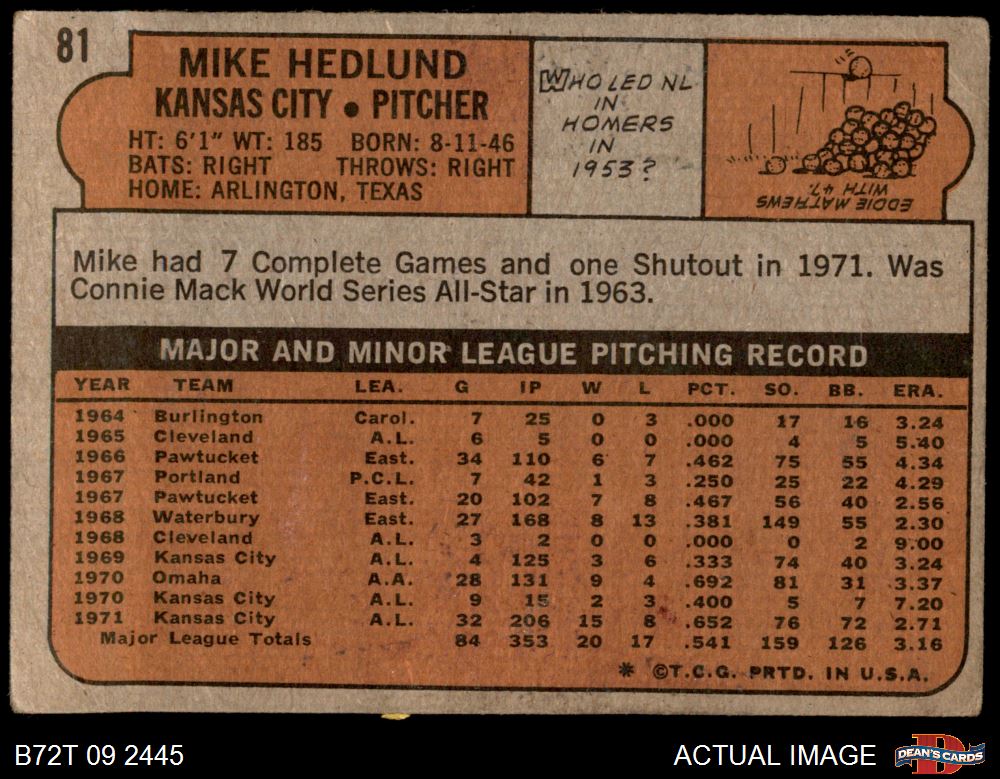 81
MIKE HEDLUND
KANSAS CITY • PITCHER
HT: 6'1" WT: 185 BORN: 8-11-46
BATS: RIGHT THROWS: RIGHT
HOME: ARLINGTON, TEXAS
WHO LED NL
IN
HOMERS
IN
1953?
EDDIE MATHEWS
WITH 47.
Mike had 7 Complete Games and one Shutout in 1971. Was
Connie Mack World Series All-Star in 1963.
MAJOR AND MINOR LEAGUE PITCHING RECORD
YEAR TEAM LEA. G IP W L PCT. SO. BB. ERA.
1964 Burlington Carol. 7 25 0 3 .000 17 16 3.24
1965 Cleveland A.L. 6 5 0 0 .000 4 5 5.40
1966 Pawtucket East. 34 110 6 7 .462 75 55 4.34
1967 Portland P.C.L. 7 42 1 3 .250 25 22 4.29
1967 Pawtucket East. 20 102 7 8 .467 56 40 2.56
1968 Waterbury East. 27 168 8 13 .381 149 55 2.30
1968 Cleveland A.L. 3 2 0 0 .000 0 2 9.00
1969 Kansas City A.L. 4 125 3 6 .333 74 40 3.24
1970 Omaha A.A. 28 131 9 4 .692 81 31 3.37
1970 Kansas City A.L. 9 15 2 3 .400 5 7 7.20
1971 Kansas City A.L. 32 206 15 8 .652 76 72 2.71
Major League Totals 84 353 20 17 .541 159 126 3.16
* ©T.C.G. PRTD. IN U.S.A.
B72T 09 2445 ACTUAL IMAGE DEAN'S CARDS